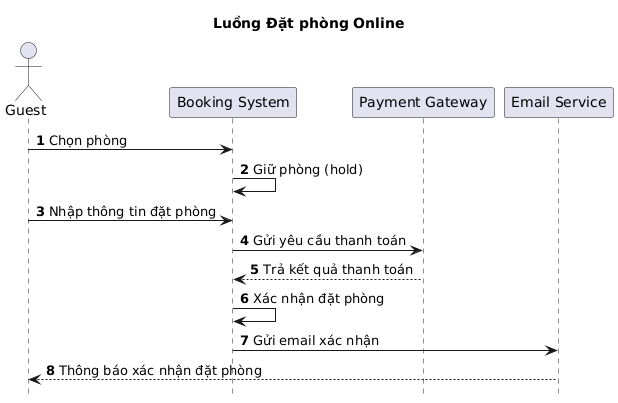 Luồng Đặt phòng Online
Guest
Booking System
Payment Gateway
Email Service
1 Chọn phòng
2 Giữ phòng (hold)
3 Nhập thông tin đặt phòng
4 Gửi yêu cầu thanh toán
5 Trả kết quả thanh toán
6 Xác nhận đặt phòng
7 Gửi email xác nhận
8 Thông báo xác nhận đặt phòng